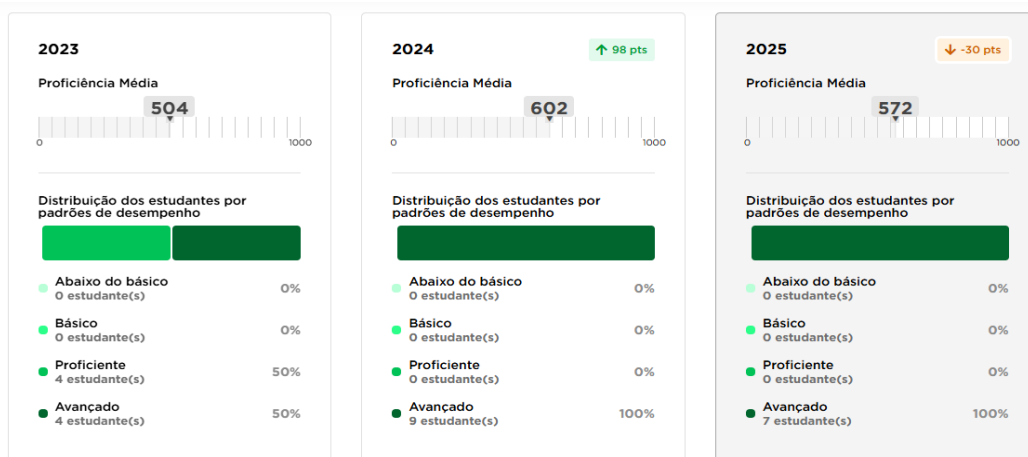 2023
Proficiência Média
504
0 1000
Distribuição dos estudantes por
padrões de desempenho
Abaixo do básico
0 estudante(s) 0%
Básico
0 estudante(s) 0%
Proficiente
4 estudante(s) 50%
Avançado
4 estudante(s) 50%
2024 ↑ 98 pts
Proficiência Média
602
0 1000
Distribuição dos estudantes por
padrões de desempenho
Abaixo do básico
0 estudante(s) 0%
Básico
0 estudante(s) 0%
Proficiente
0 estudante(s) 0%
Avançado
9 estudante(s) 100%
2025 ↓ -30 pts
Proficiência Média
572
0 1000
Distribuição dos estudantes por
padrões de desempenho
Abaixo do básico
0 estudante(s) 0%
Básico
0 estudante(s) 0%
Proficiente
0 estudante(s) 0%
Avançado
7 estudante(s) 100%